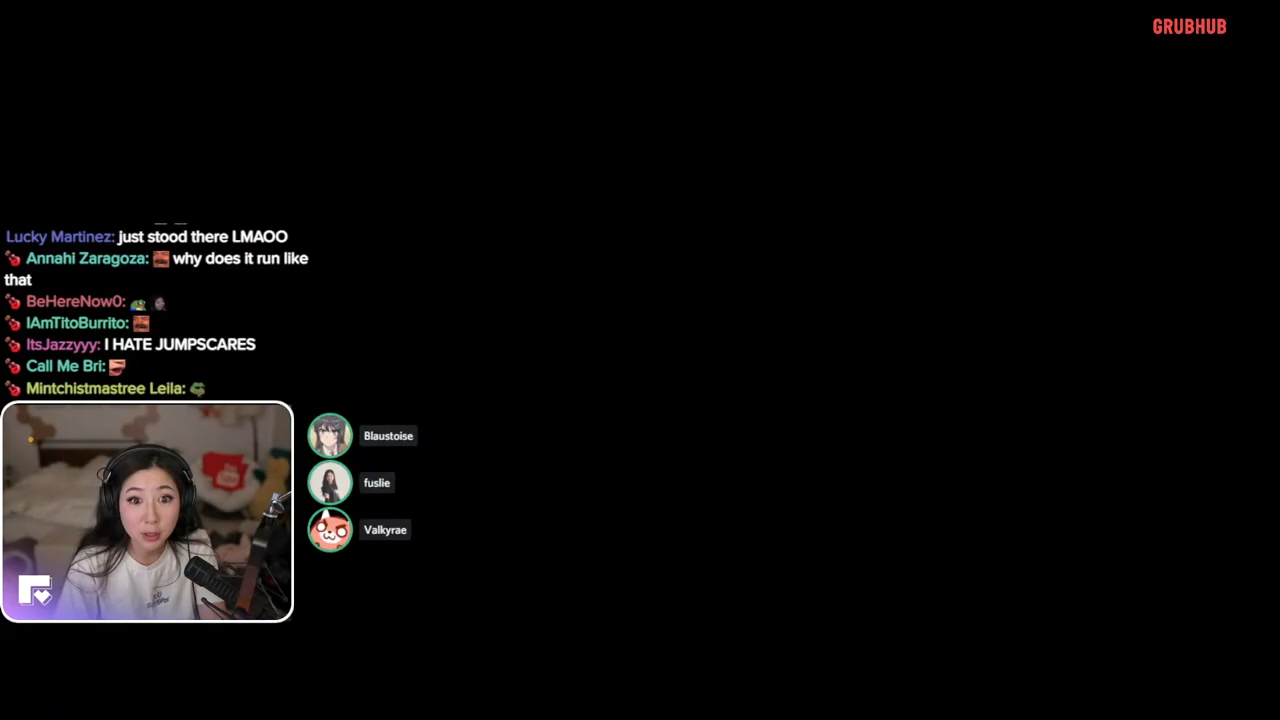 GRUBHUB
Lucky Martinez: just stood there LMAOO
Annahi Zaragoza: why does it run like
that
BeHereNow0:
IAmTitoBurrito:
ItsJazzyyy: I HATE JUMPSCARES
Call Me Bri:
Mintchistmastree Leila:
Blaustoise
fuslie
Valkyrae